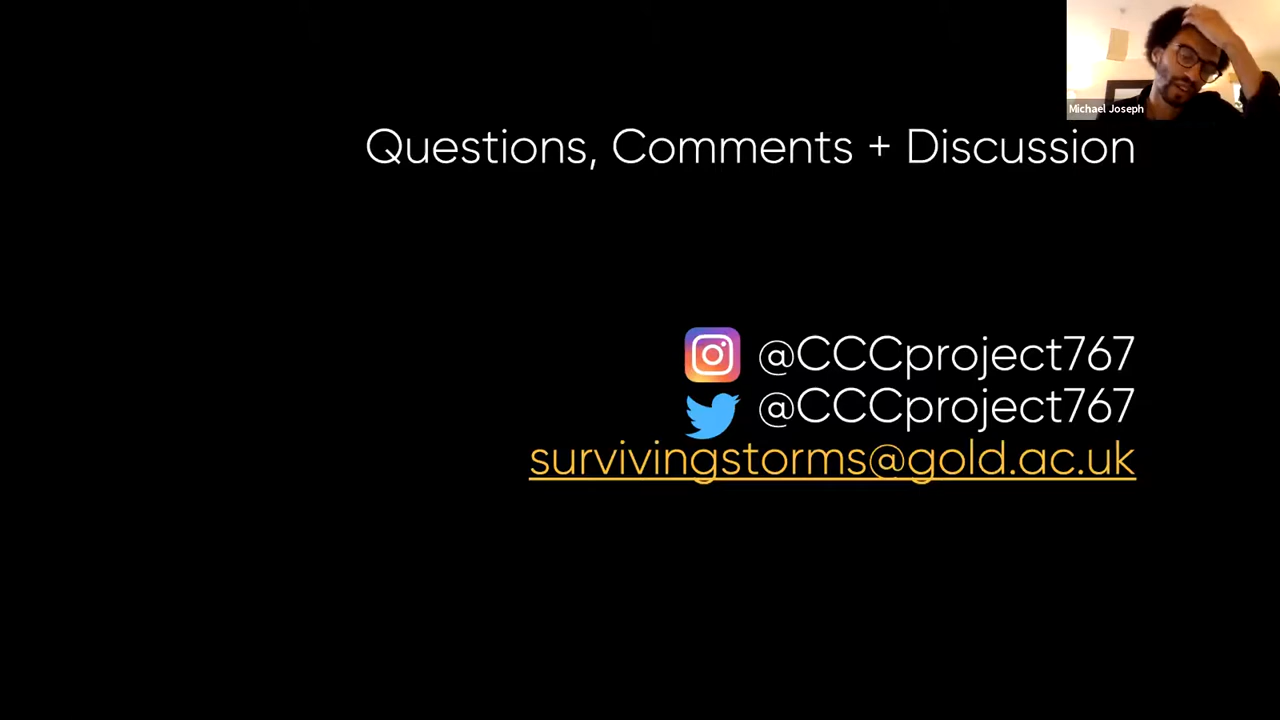 Michael Joseph
Questions, Comments + Discussion
@CCCproject767
@CCCproject767
survivingstorms@gold.ac.uk